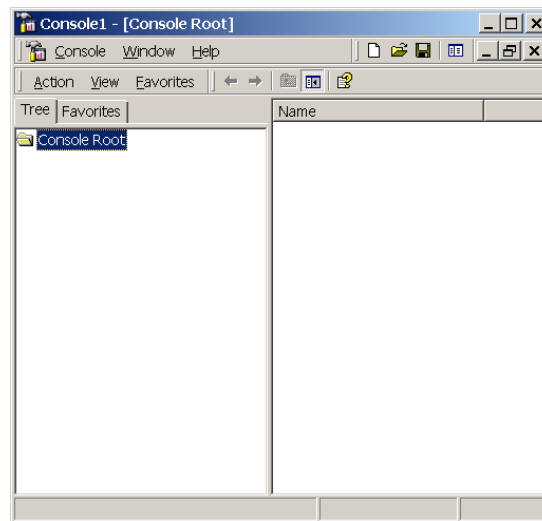 Console1 - [Console Root]
Console Window Help
Action View Favorites
Tree Favorites Name
Console Root